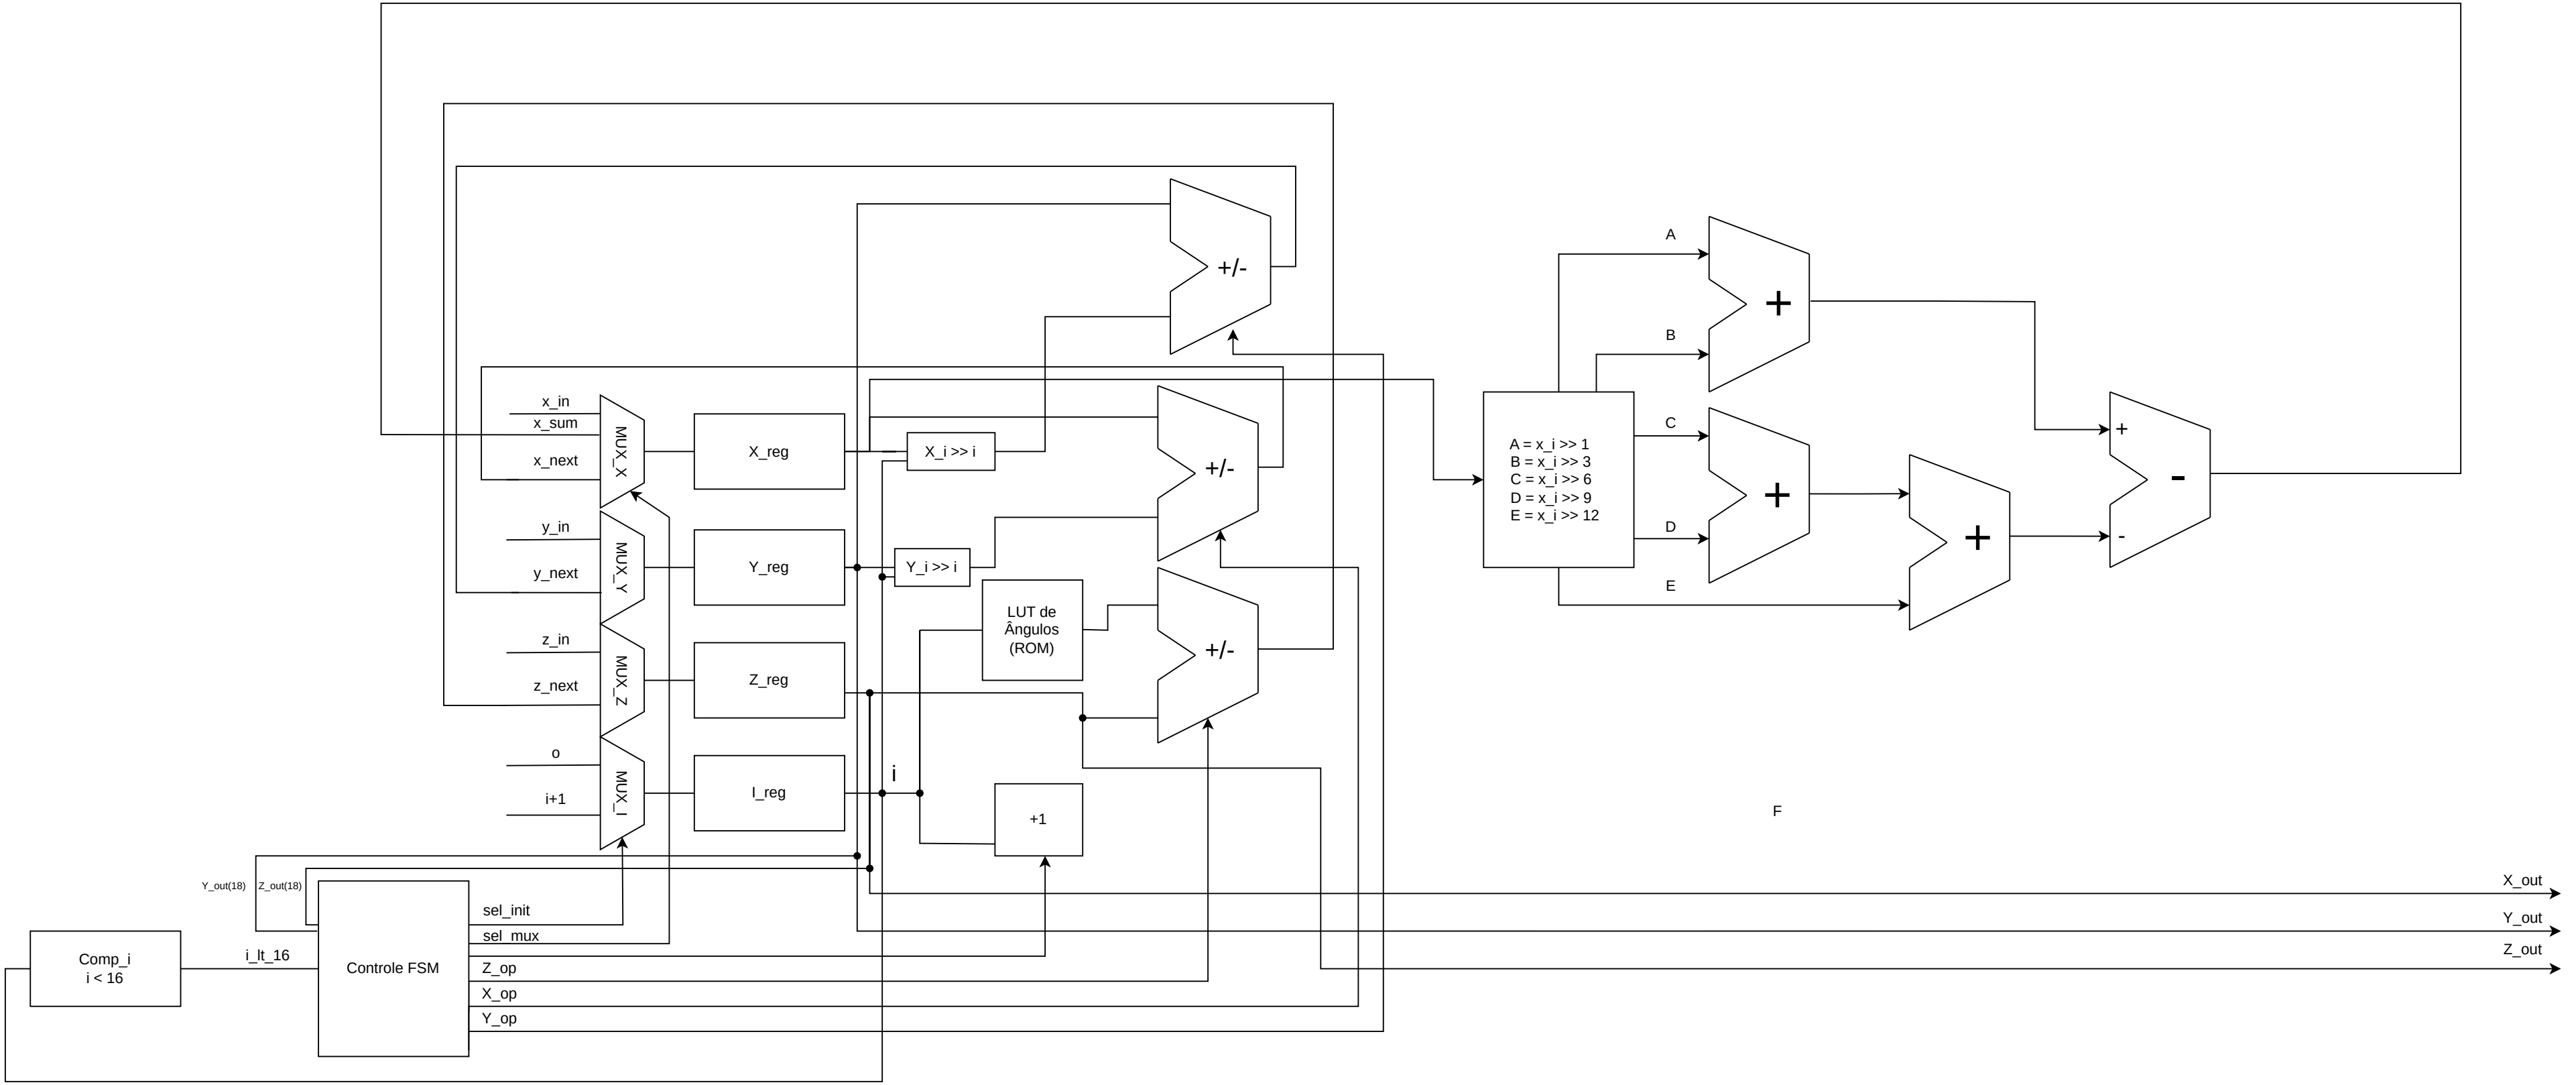 +/-
A
+
B
x_in
x_sum
x_next
MUX_X
X_reg
X_i >> i
+/-
A = x_i >> 1
B = x_i >> 3
C = x_i >> 6
D = x_i >> 9
E = x_i >> 12
C
+
D
E
+
+
-
-
y_in
y_next
MUX_Y
Y_reg
Y_i >> i
LUT de
Ângulos
(ROM)
+/-
z_in
z_next
MUX_Z
Z_reg
o
i+1
MUX_I
I_reg
i
+1
F
Y_out(18)
Z_out(18)
X_out
Y_out
Z_out
Comp_i
i < 16
i_lt_16
Controle FSM
sel_init
sel_mux
Z_op
X_op
Y_op